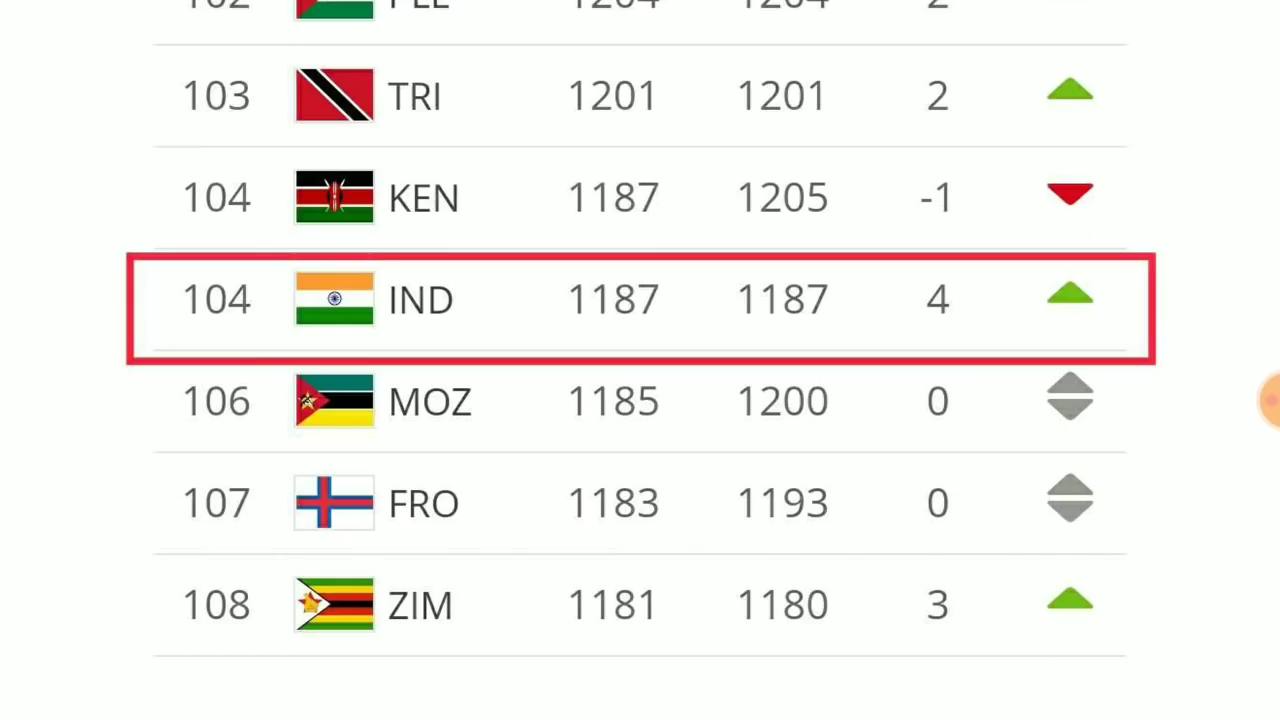 103 TRI 1201 1201 2
104 KEN 1187 1205 -1
104 IND 1187 1187 4
106 MOZ 1185 1200 0
107 FRO 1183 1193 0
108 ZIM 1181 1180 3